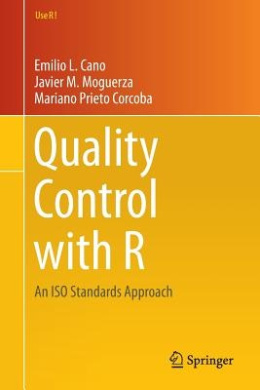 Use R!
Emilio L. Cano
Javier M. Moguerza
Mariano Prieto Corcoba
Quality
Control
with R
An ISO Standards Approach
Springer